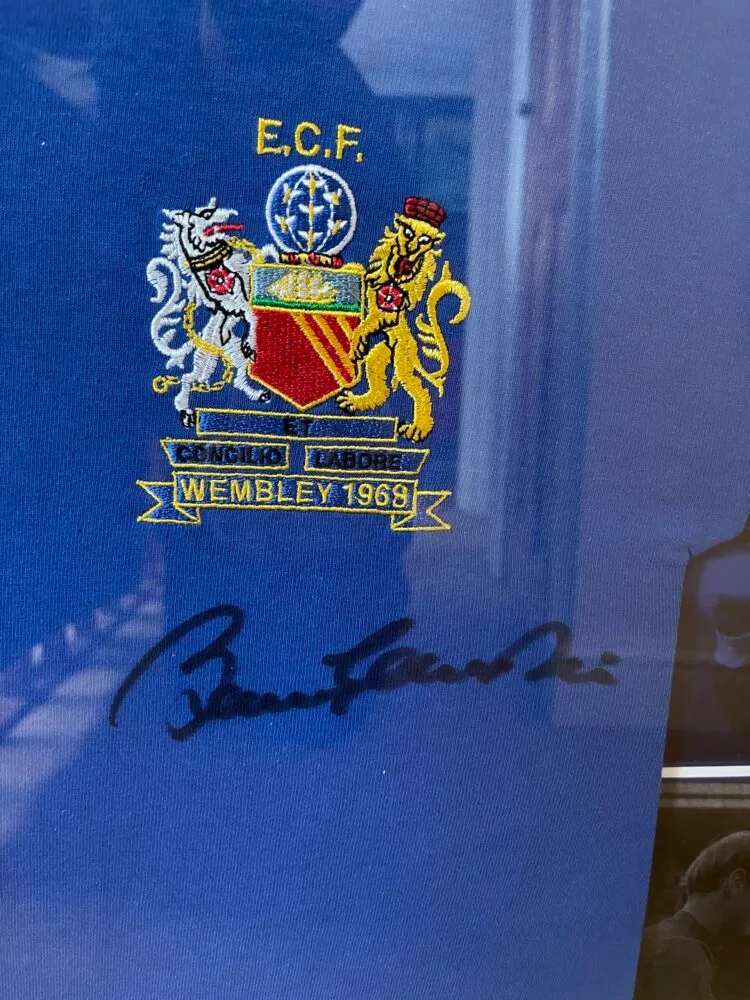 E.C.F.
ET
CONCILIO LABORE
WEMBLEY 1968